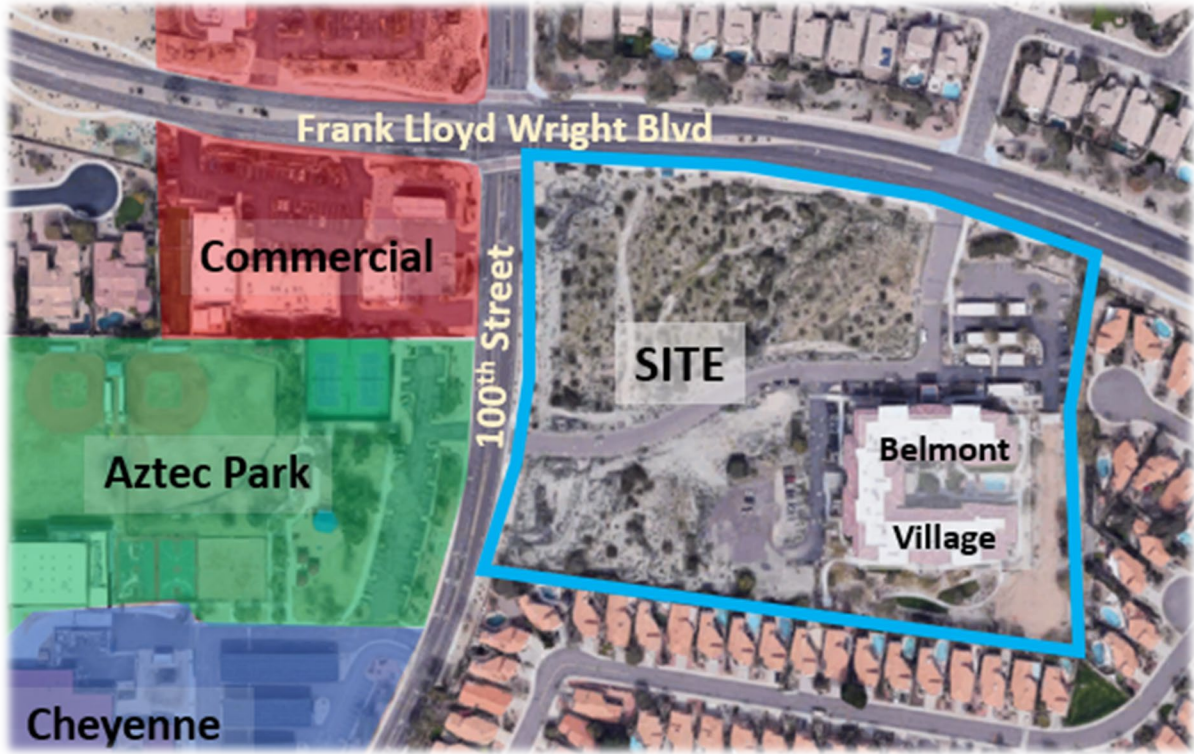 Frank Lloyd Wright Blvd
Commercial
100th Street
SITE
Belmont
Village
Aztec Park
Cheyenne